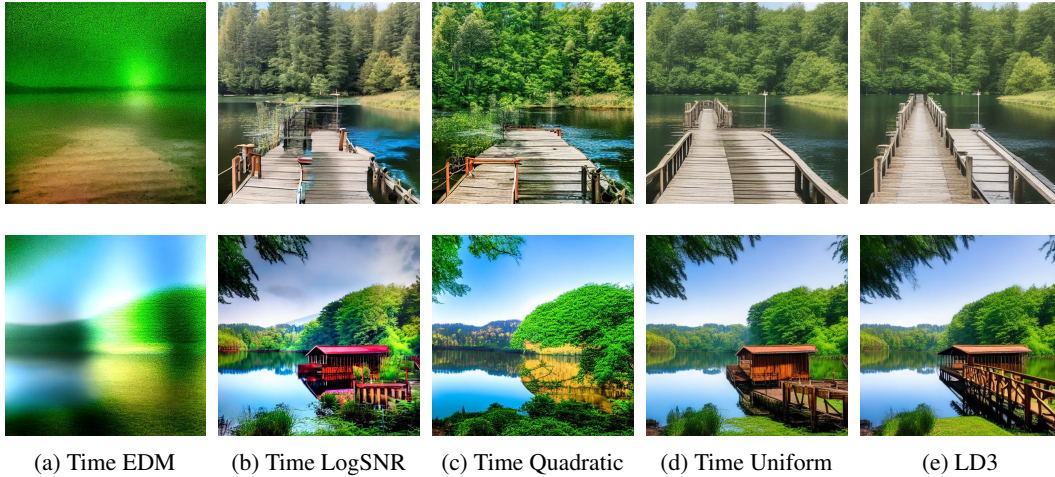 (a) Time EDM
(b) Time LogSNR
(c) Time Quadratic
(d) Time Uniform
(e) LD3